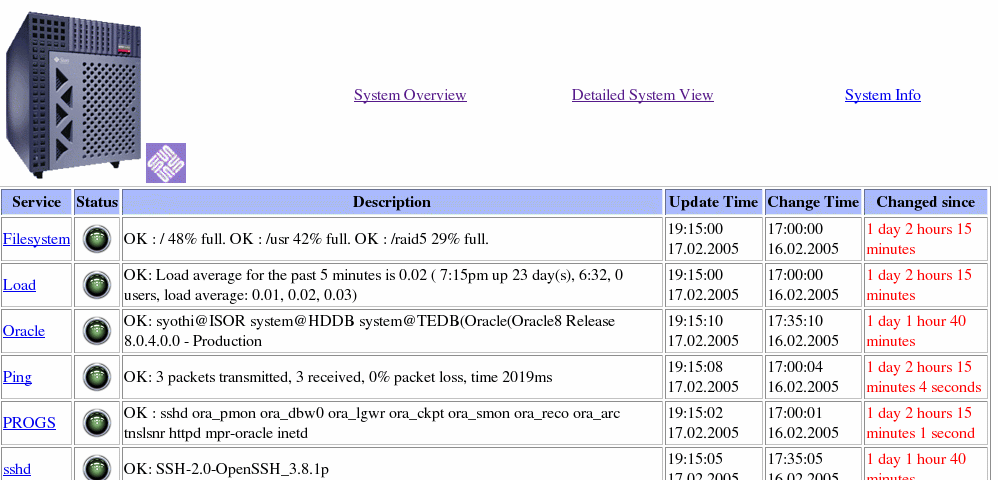 System Overview Detailed System View System Info
Service Status Description Update Time Change Time Changed since
Filesystem OK : / 48% full. OK : /usr 42% full. OK : /raid5 29% full. 19:15:00 17:00:00 1 day 2 hours 15
17.02.2005 16.02.2005 minutes
Load OK: Load average for the past 5 minutes is 0.02 ( 7:15pm up 23 day(s), 6:32, 0 19:15:00 17:00:00 1 day 2 hours 15
users, load average: 0.01, 0.02, 0.03) 17.02.2005 16.02.2005 minutes
Oracle OK: syothi@ISOR system@HDDB system@TEDB(Oracle(Oracle8 Release 19:15:10 17:35:10 1 day 1 hour 40
8.0.4.0.0 - Production 17.02.2005 16.02.2005 minutes
Ping OK: 3 packets transmitted, 3 received, 0% packet loss, time 2019ms 19:15:08 17:00:04 1 day 2 hours 15
17.02.2005 16.02.2005 minutes 4 seconds
PROGS OK : sshd ora_pmon ora_dbw0 ora_lgwr ora_ckpt ora_smon ora_reco ora_arc 19:15:02 17:00:01 1 day 2 hours 15
tnslsnr httpd mpr-oracle inetd 17.02.2005 16.02.2005 minutes 1 second
sshd OK: SSH-2.0-OpenSSH_3.8.1p 19:15:05 17:35:05 1 day 1 hour 40
17.02.2005 16.02.2005 minutes